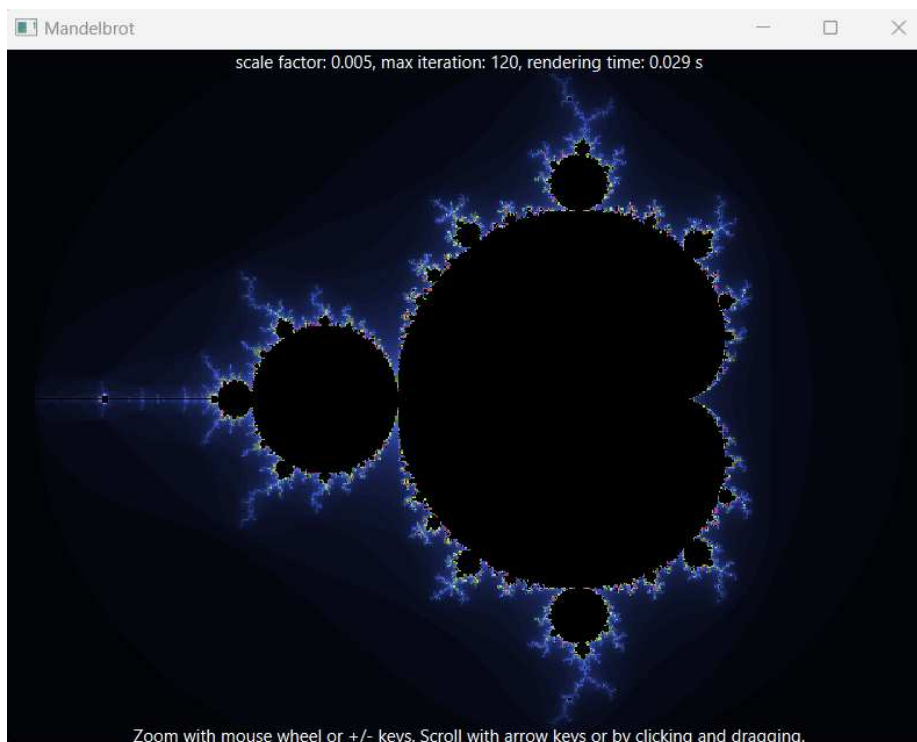 Mandelbrot
scale factor: 0.005, max iteration: 120, rendering time: 0.029 s
Zoom with mouse wheel or +/- keys. Scroll with arrow keys or by clicking and dragging.